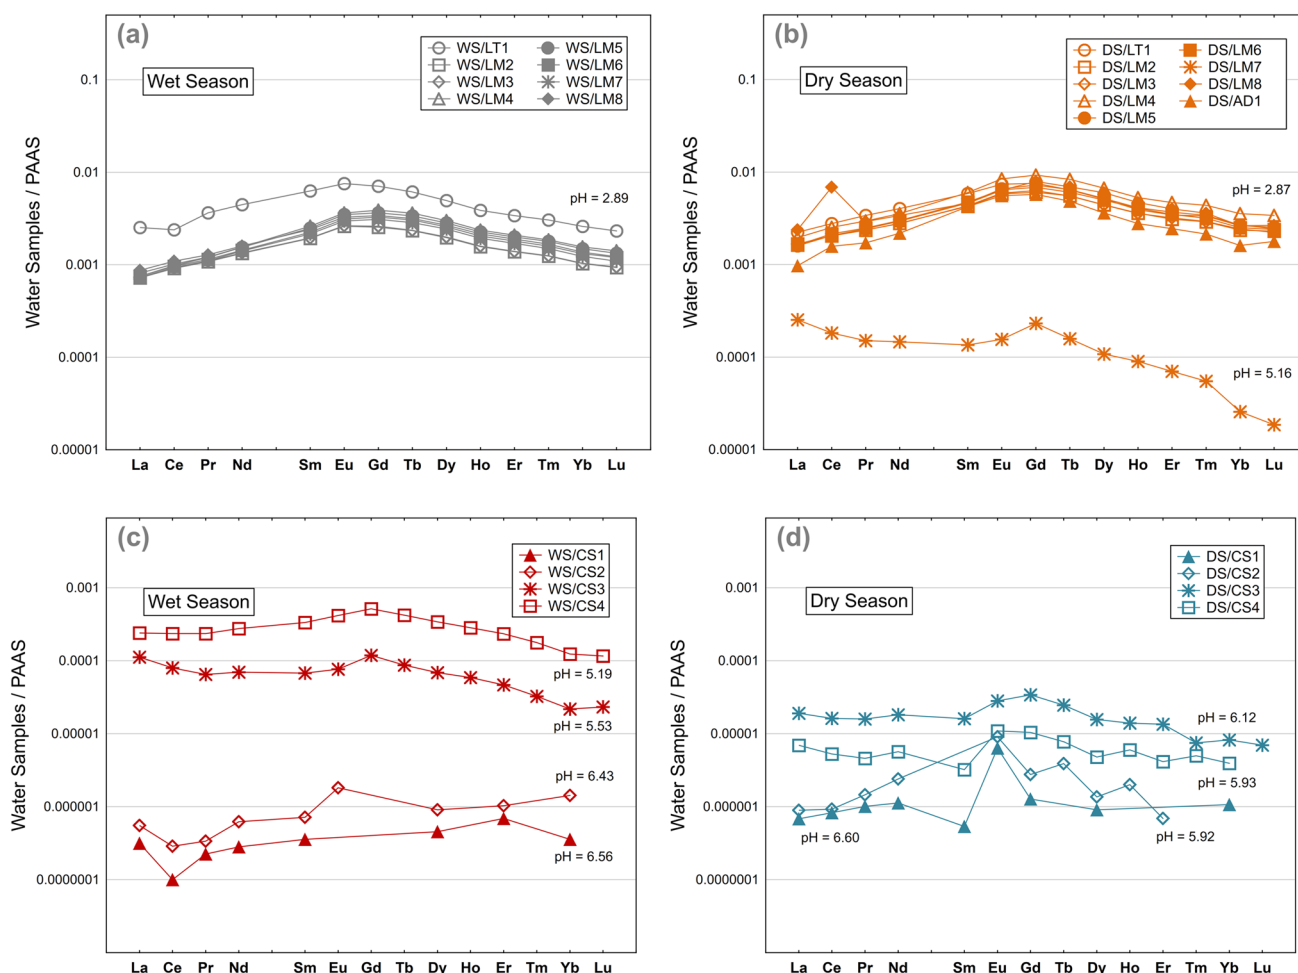 (a)
Wet Season
WS/LT1 WS/LM5
WS/LM2 WS/LM6
WS/LM3 WS/LM7
WS/LM4 WS/LM8
Water Samples / PAAS
0.1
0.01
0.001
0.0001
0.00001
pH = 2.89
La Ce Pr Nd Sm Eu Gd Tb Dy Ho Er Tm Yb Lu
(b)
Dry Season
DS/LT1 DS/LM6
DS/LM2 DS/LM7
DS/LM3 DS/LM8
DS/LM4 DS/AD1
DS/LM5
Water Samples / PAAS
0.1
0.01
0.001
0.0001
0.00001
pH = 2.87
pH = 5.16
La Ce Pr Nd Sm Eu Gd Tb Dy Ho Er Tm Yb Lu
(c)
Wet Season
WS/CS1
WS/CS2
WS/CS3
WS/CS4
Water Samples / PAAS
0.001
0.0001
0.00001
0.000001
0.0000001
pH = 5.19
pH = 5.53
pH = 6.43
pH = 6.56
La Ce Pr Nd Sm Eu Gd Tb Dy Ho Er Tm Yb Lu
(d)
Dry Season
DS/CS1
DS/CS2
DS/CS3
DS/CS4
Water Samples / PAAS
0.001
0.0001
0.00001
0.000001
0.0000001
pH = 6.12
pH = 5.93
pH = 6.60
pH = 5.92
La Ce Pr Nd Sm Eu Gd Tb Dy Ho Er Tm Yb Lu